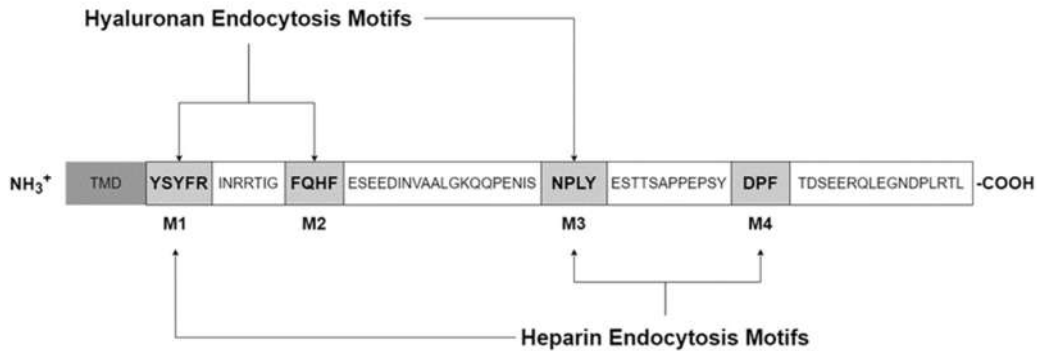 Hyaluronan Endocytosis Motifs
NH3+ TMD YSYFR INRRTIG FQHF ESEEDINVAALGKQQPENIS NPLY ESTTSAPPEPSY DPF TDSEERQLEGNDPLRTL -COOH
M1 M2 M3 M4
Heparin Endocytosis Motifs